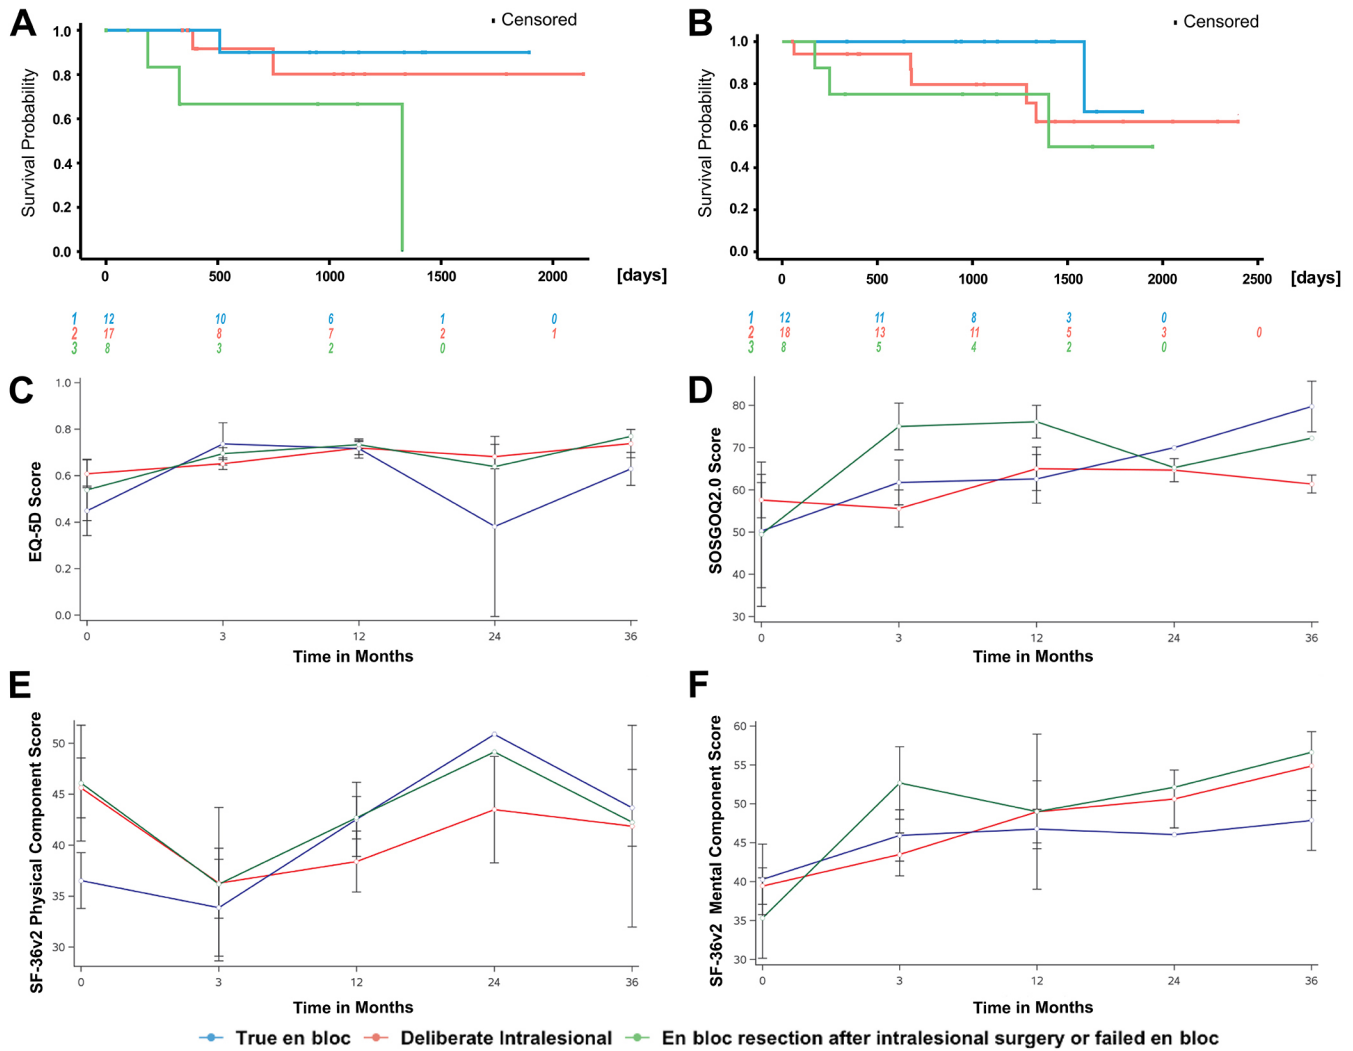 A
Censored
Survival Probability
1.0
0.8
0.6
0.4
0.2
0.0
0 500 1000 1500 2000 [days]
1 12 10 6 1 0
2 17 8 7 2 1
3 8 3 2 0
B
Censored
Survival Probability
1.0
0.8
0.6
0.4
0.2
0.0
0 500 1000 1500 2000 2500 [days]
1 12 11 8 3 0
2 18 13 11 5 3 0
3 8 5 4 2 0
C
EQ-5D Score
1.0
0.8
0.6
0.4
0.2
0.0
0 3 12 24 36
Time in Months
D
SOSGOQ2.0 Score
80
70
60
50
40
30
0 3 12 24 36
Time in Months
E
SF-36v2 Physical Component Score
50
45
40
35
30
0 3 12 24 36
Time in Months
F
SF-36v2 Mental Component Score
60
55
50
45
40
35
30
0 3 12 24 36
Time in Months
True en bloc Deliberate Intralesional En bloc resection after intralesional surgery or failed en bloc